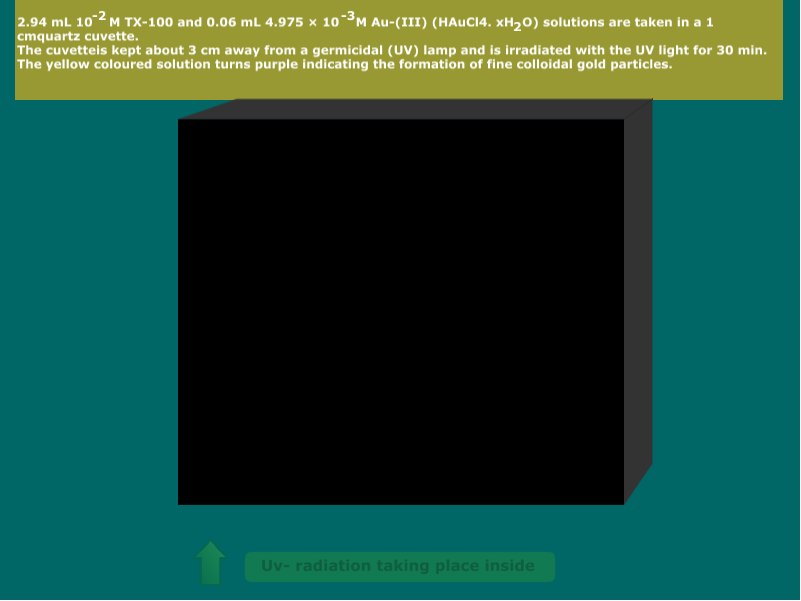 2.94 mL 10⁻² M TX-100 and 0.06 mL 4.975 × 10⁻³M Au-(III) (HAuCl4. xH₂O) solutions are taken in a 1
cmquartz cuvette.
The cuvetteis kept about 3 cm away from a germicidal (UV) lamp and is irradiated with the UV light for 30 min.
The yellow coloured solution turns purple indicating the formation of fine colloidal gold particles.
Uv- radiation taking place inside